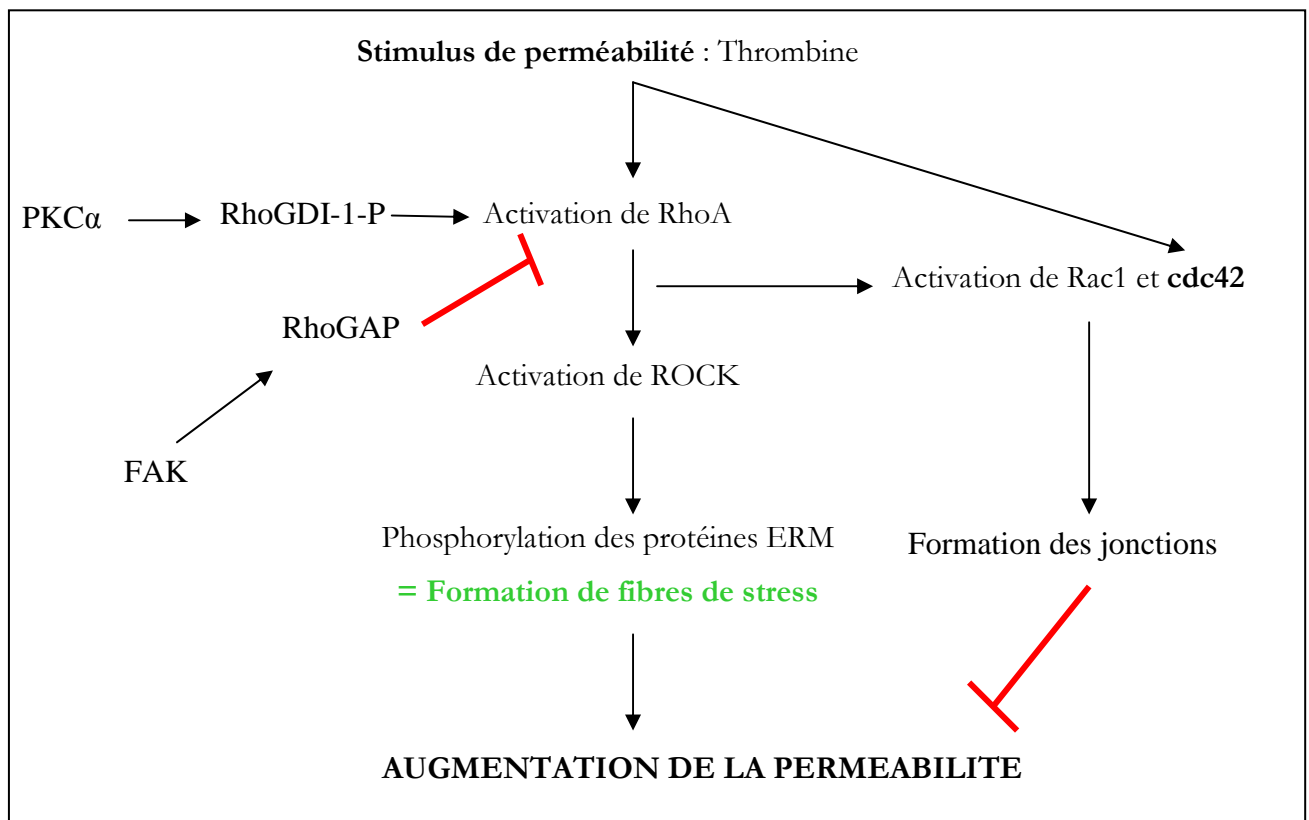 Stimulus de perméabilité : Thrombine
PKCα
RhoGDI-1-P
Activation de RhoA
Activation de Rac1 et cdc42
RhoGAP
Activation de ROCK
FAK
Phosphorylation des protéines ERM
Formation des jonctions
= Formation de fibres de stress
AUGMENTATION DE LA PERMEABILITE